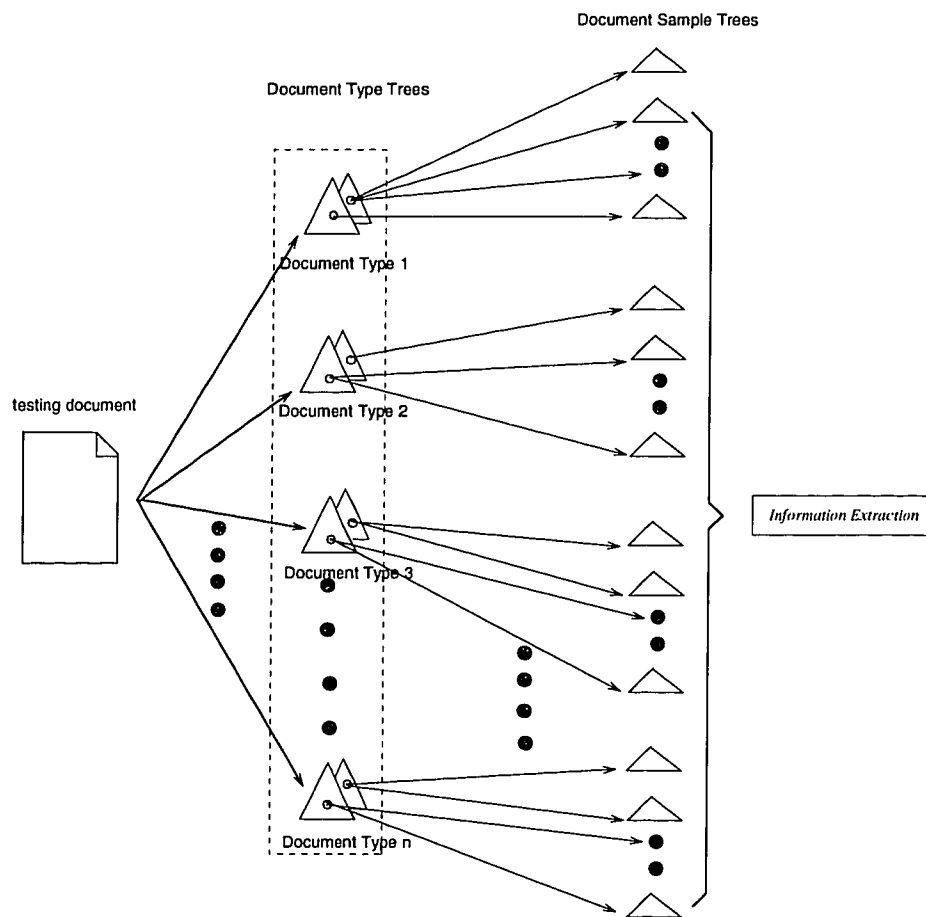 Document Sample Trees
Document Type Trees
Document Type 1
Document Type 2
testing document
Information Extraction
Document Type 3
Document Type n